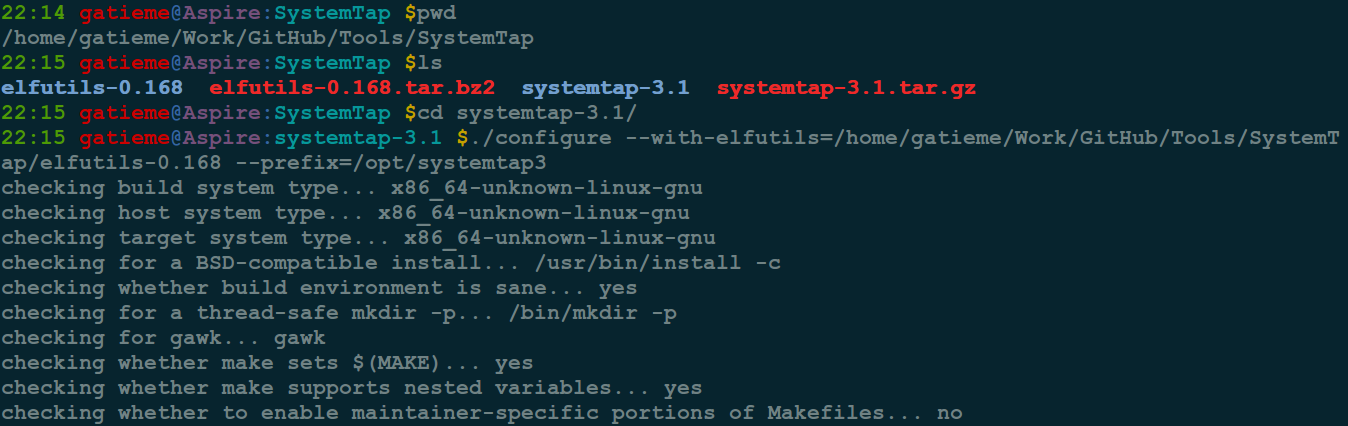 22:14 gatieme@Aspire:SystemTap $pwd
/home/gatieme/Work/GitHub/Tools/SystemTap
22:15 gatieme@Aspire:SystemTap $ls
elfutils-0.168  elfutils-0.168.tar.bz2  systemtap-3.1  systemtap-3.1.tar.gz
22:15 gatieme@Aspire:SystemTap $cd systemtap-3.1/
22:15 gatieme@Aspire:systemtap-3.1 $./configure --with-elfutils=/home/gatieme/Work/GitHub/Tools/SystemT
ap/elfutils-0.168 --prefix=/opt/systemtap3
checking build system type... x86_64-unknown-linux-gnu
checking host system type... x86_64-unknown-linux-gnu
checking target system type... x86_64-unknown-linux-gnu
checking for a BSD-compatible install... /usr/bin/install -c
checking whether build environment is sane... yes
checking for a thread-safe mkdir -p... /bin/mkdir -p
checking for gawk... gawk
checking whether make sets $(MAKE)... yes
checking whether make supports nested variables... yes
checking whether to enable maintainer-specific portions of Makefiles... no